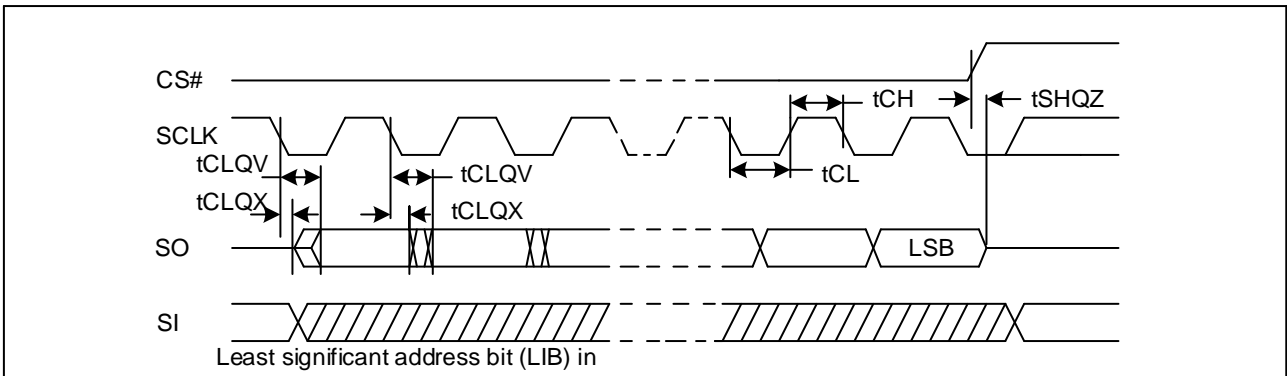 CS#
tCH
tSHQZ
SCLK
tCLQV
tCLQV
tCL
tCLQX
tCLQX
SO
LSB
SI
Least significant address bit (LIB) in